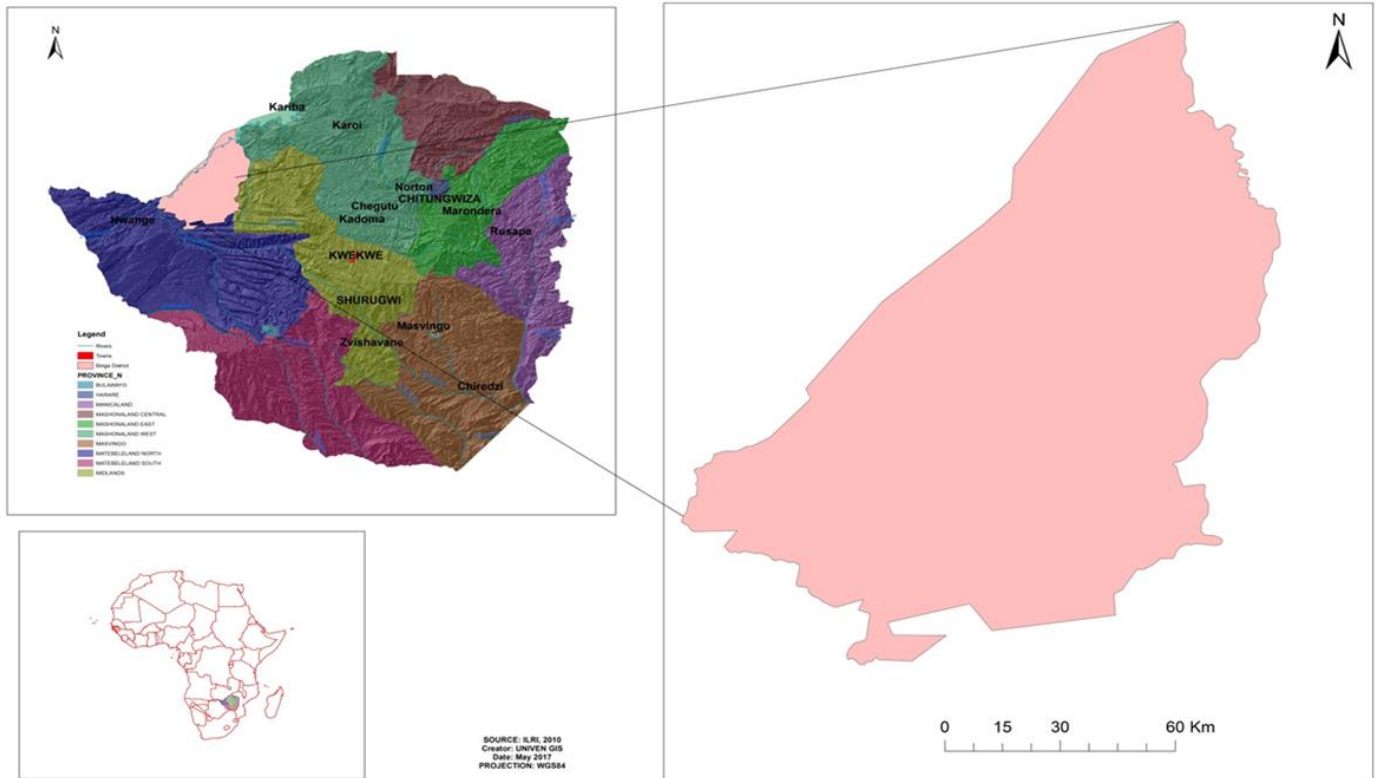 N
Kariba
Karoi
Norton
CHITUNGWIZA
Chegutu
Marondera
Kadoma
Hwange
Rusape
KWEKWE
SHURUGWI
Masvingo
Zvishavane
Chiredzi
Legend
Rivers
Towns
Binga District
PROVINCE_N
BULAWAYO
HARARE
MANICALAND
MASHONALAND CENTRAL
MASHONALAND EAST
MASHONALAND WEST
MASVINGO
MATEBELELAND NORTH
MATEBELELAND SOUTH
MIDLANDS
N
0 15 30 60 Km
SOURCE: ILRI, 2010
Creator: UNIVEN GIS
Date: May 2017
PROJECTION: WGS84